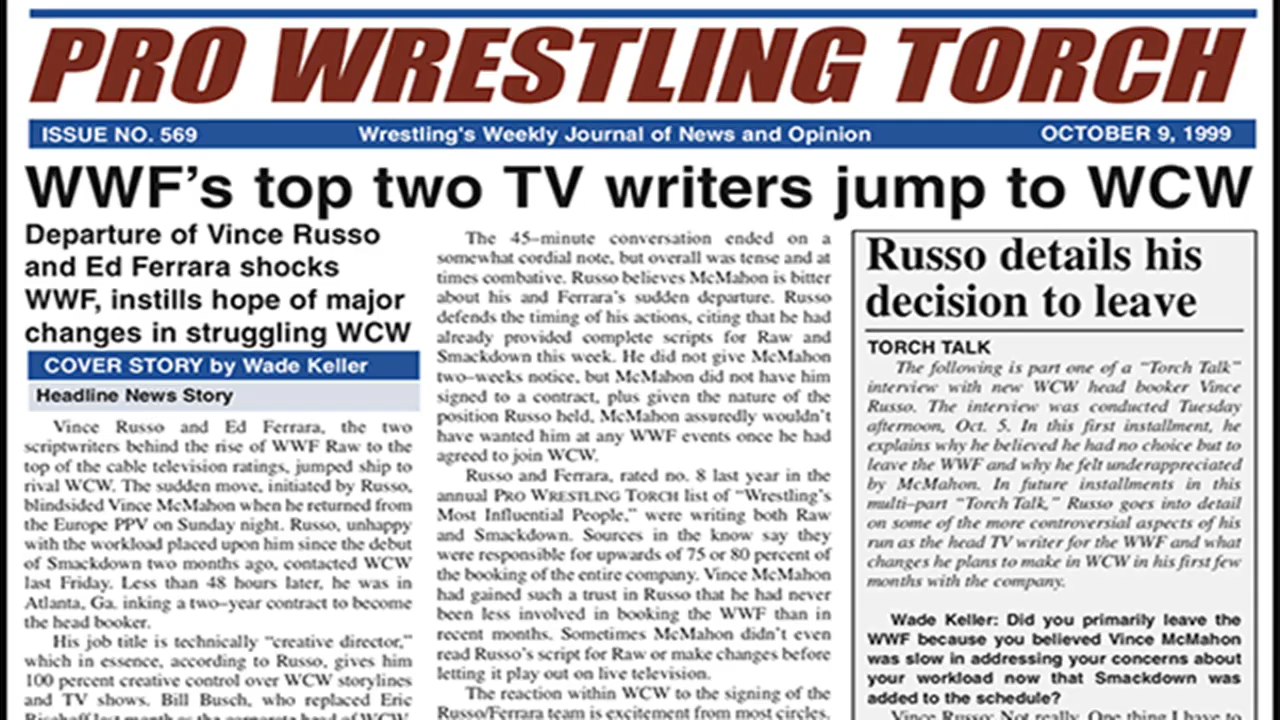 PRO WRESTLING TORCH
ISSUE NO. 569 Wrestling's Weekly Journal of News and Opinion OCTOBER 9, 1999
WWF's top two TV writers jump to WCW
Departure of Vince Russo
and Ed Ferrara shocks
WWF, instills hope of major
changes in struggling WCW
COVER STORY by Wade Keller
Headline News Story
Vince Russo and Ed Ferrara, the two
scriptwriters behind the rise of WWF Raw to the
top of the cable television ratings, jumped ship to
rival WCW. The sudden move, initiated by Russo,
blindsided Vince McMahon when he returned from
the Europe PPV on Sunday night. Russo, unhappy
with the workload placed upon him since the debut
of Smackdown two months ago, contacted WCW
last Friday. Less than 48 hours later, he was in
Atlanta, Ga. inking a two–year contract to become
the head booker.
His job title is technically “creative director,”
which in essence, according to Russo, gives him
100 percent creative control over WCW storylines
and TV shows. Bill Busch, who replaced Eric
Bischoff last month as the corporate head of WCW,
The 45–minute conversation ended on a
somewhat cordial note, but overall was tense and at
times combative. Russo believes McMahon is bitter
about his and Ferrara's sudden departure. Russo
defends the timing of his actions, citing that he had
already provided complete scripts for Raw and
Smackdown this week. He did not give McMahon
two–weeks notice, but McMahon did not have him
signed to a contract, plus given the nature of the
position Russo held, McMahon assuredly wouldn't
have wanted him at any WWF events once he had
agreed to join WCW.
Russo and Ferrara, rated no. 8 last year in the
annual PRO WRESTLING TORCH list of “Wrestling's
Most Influential People,” were writing both Raw
and Smackdown. Sources in the know say they
were responsible for upwards of 75 or 80 percent of
the booking of the entire company. Vince McMahon
had gained such a trust in Russo that he had never
been less involved in booking the WWF than in
recent months. Sometimes McMahon didn't even
read Russo's script for Raw or make changes before
letting it play out on live television.
The reaction within WCW to the signing of the
Russo/Ferrara team is excitement from most circles,
Russo details his
decision to leave
TORCH TALK
The following is part one of a “Torch Talk”
interview with new WCW head booker Vince
Russo. The interview was conducted Tuesday
afternoon, Oct. 5. In this first installment, he
explains why he believed he had no choice but to
leave the WWF and why he felt underappreciated
by McMahon. In future installments in this
multi–part “Torch Talk,” Russo goes into detail
on some of the more controversial aspects of his
run as the head TV writer for the WWF and what
changes he plans to make in WCW in his first few
months with the company.
Wade Keller: Did you primarily leave the
WWF because you believed Vince McMahon
was slow in addressing your concerns about
your workload now that Smackdown was
added to the schedule?
Vince Russo: Not really. One thing I have to